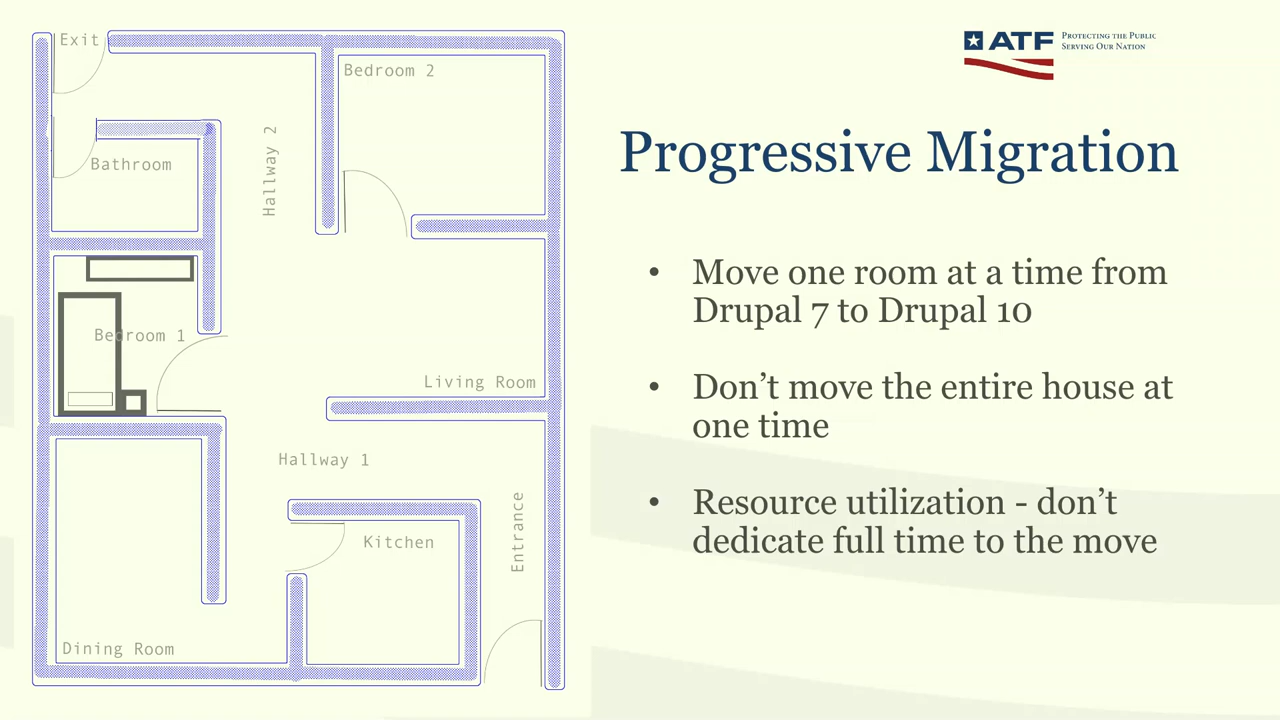 Exit
Bedroom 2
Hallway 2
Bathroom
Bedroom 1
Living Room
Hallway 1
Entrance
Kitchen
Dining Room
ATF
Protecting the Public
Serving Our Nation
Progressive Migration
• Move one room at a time from
Drupal 7 to Drupal 10
• Don’t move the entire house at
one time
• Resource utilization - don’t
dedicate full time to the move